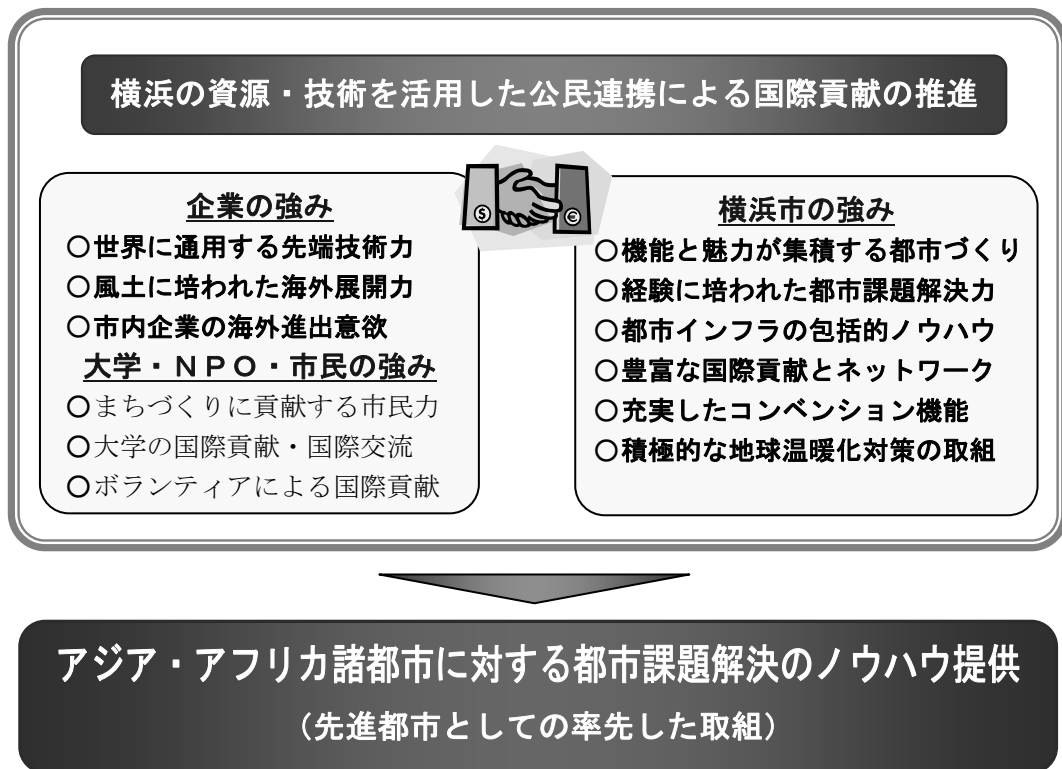 横浜の資源・技術を活用した公民連携による国際貢献の推進
企業の強み
○世界に通用する先端技術力
○風土に培われた海外展開力
○市内企業の海外進出意欲
大学・ＮＰＯ・市民の強み
○まちづくりに貢献する市民力
○大学の国際貢献・国際交流
○ボランティアによる国際貢献
$
€
横浜市の強み
○機能と魅力が集積する都市づくり
○経験に培われた都市課題解決力
○都市インフラの包括的ノウハウ
○豊富な国際貢献とネットワーク
○充実したコンベンション機能
○積極的な地球温暖化対策の取組
アジア・アフリカ諸都市に対する都市課題解決のノウハウ提供
（先進都市としての率先した取組）